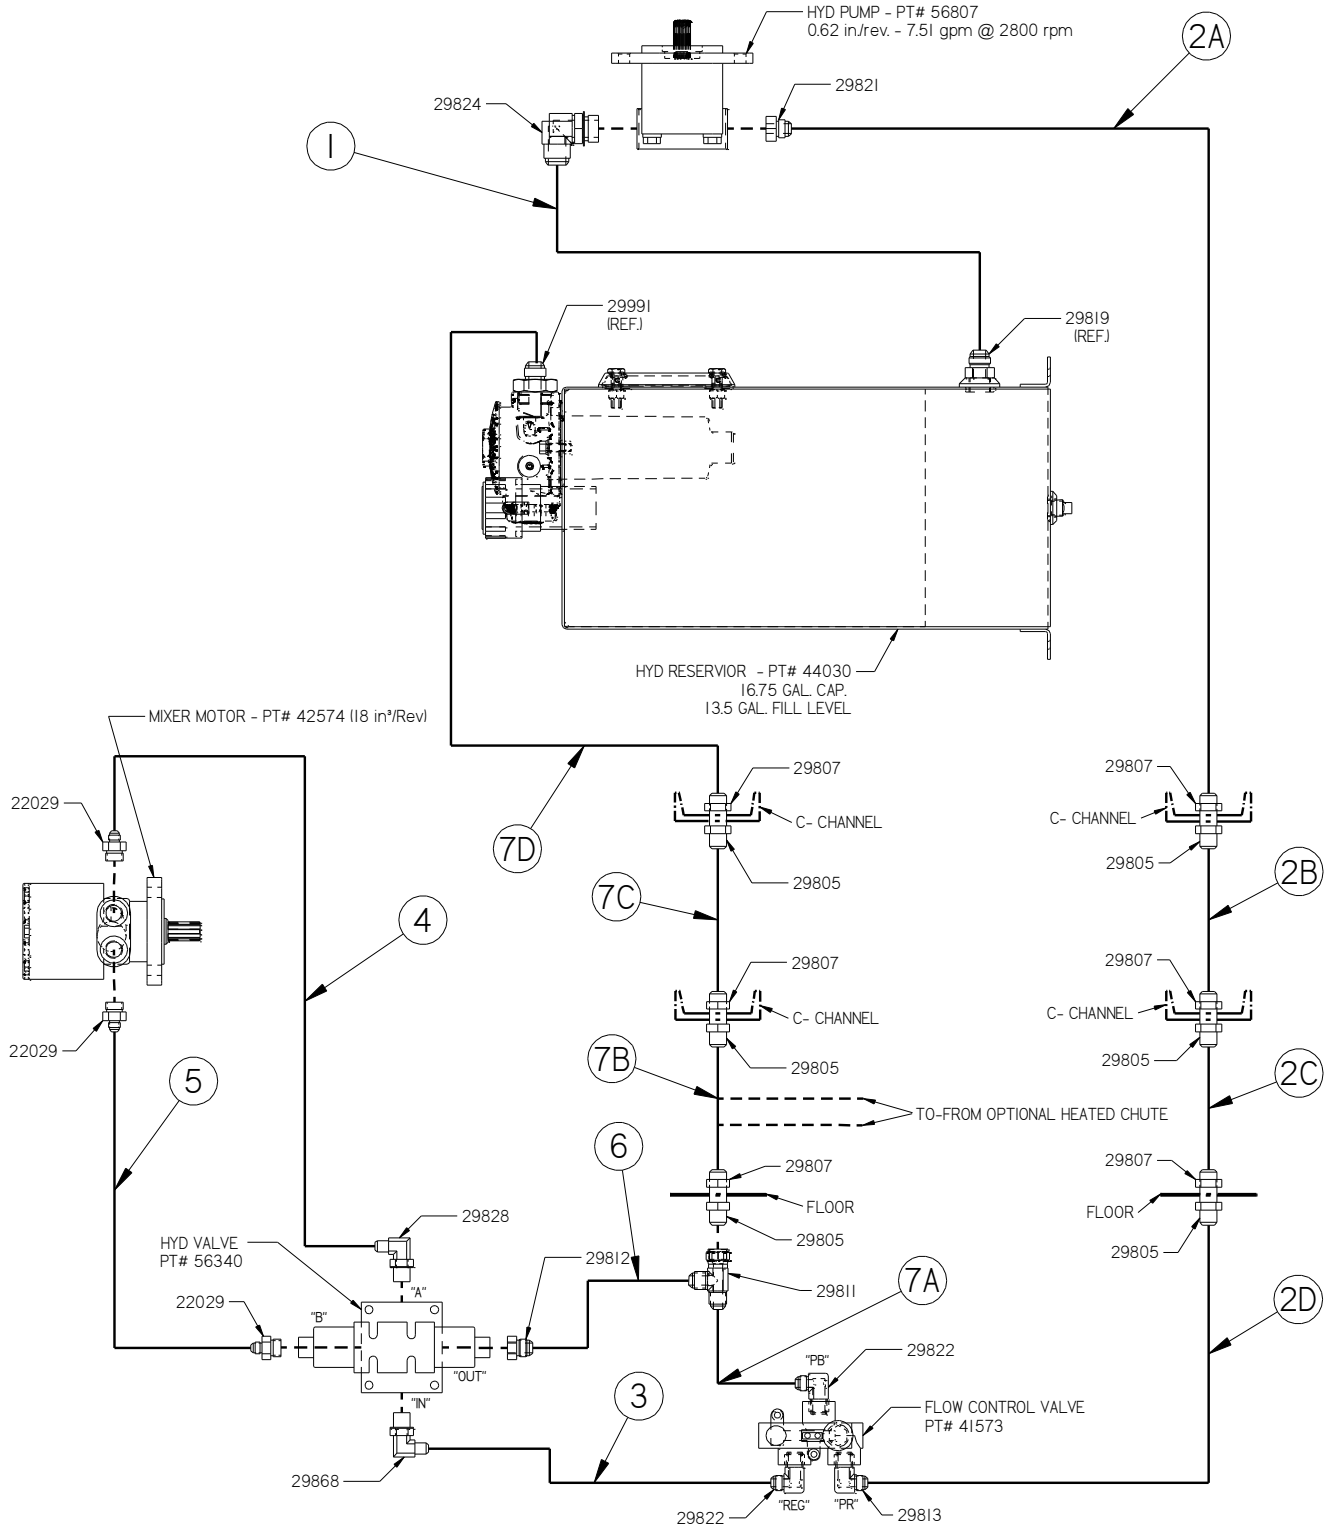 HYD PUMP - PT# 56807
0.62 in./rev. - 7.51 gpm @ 2800 rpm
2A
29821
29824
1
29991
(REF.)
29819
(REF.)
HYD RESERVIOR - PT# 44030
16.75 GAL. CAP.
13.5 GAL. FILL LEVEL
MIXER MOTOR - PT# 42574 (18 in³/Rev)
29807
29807
22029
C- CHANNEL
C- CHANNEL
7D
29805
29805
2B
7C
4
29807
29807
C- CHANNEL
C- CHANNEL
22029
7B
29805
29805
5
2C
TO-FROM OPTIONAL HEATED CHUTE
6
29807
29807
FLOOR
FLOOR
29828
29805
29805
HYD VALVE
PT# 56340
29812
29811
7A
2D
22029
"A"
"B"
"OUT"
"PB"
29822
"IN"
3
FLOW CONTROL VALVE
PT# 41573
29868
"REG"
"PR"
29822
29813